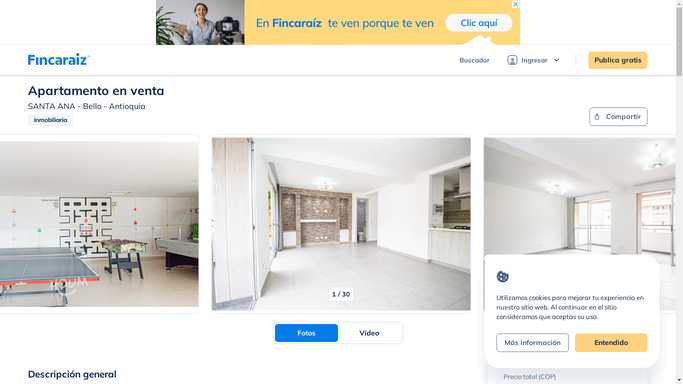 En Fincaraíz te ven porque te ven
Clic aquí
Fincaraiz
Buscador
Ingresar
Publica gratis
Apartamento en venta
SANTA ANA - Bello - Antioquia
Inmobiliaria
Compartir
1 / 30
Fotos
Vídeo
Utilizamos cookies para mejorar tu experiencia en
nuestro sitio web. Al continuar en el sitio
consideramos que aceptas su uso.
Más información
Entendido
Descripción general
Precio total (COP)